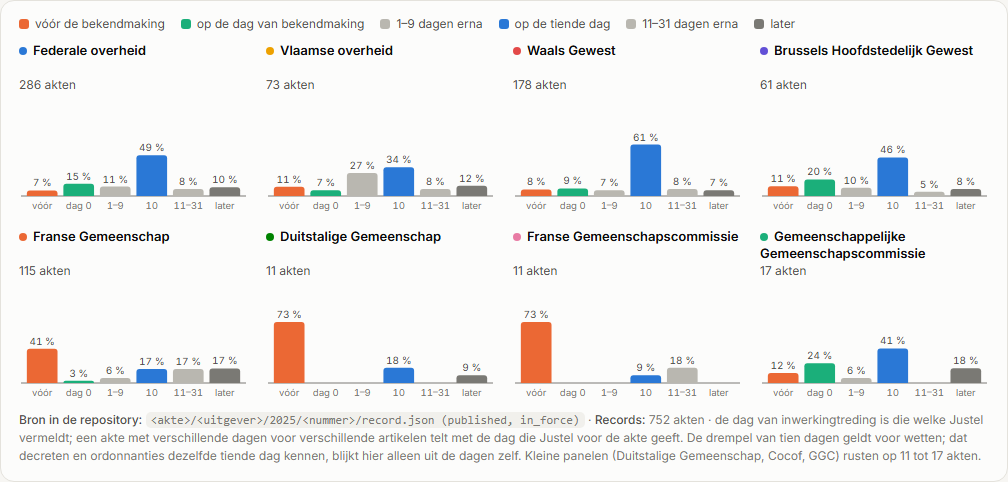 vóór de bekendmaking op de dag van bekendmaking 1–9 dagen erna op de tiende dag 11–31 dagen erna later
Federale overheid
286 akten
7 % 15 % 11 % 49 % 8 % 10 %
vóór dag 0 1–9 10 11–31 later
Vlaamse overheid
73 akten
11 % 7 % 27 % 34 % 8 % 12 %
vóór dag 0 1–9 10 11–31 later
Waals Gewest
178 akten
8 % 9 % 7 % 61 % 8 % 7 %
vóór dag 0 1–9 10 11–31 later
Brussels Hoofdstedelijk Gewest
61 akten
11 % 20 % 10 % 46 % 5 % 8 %
vóór dag 0 1–9 10 11–31 later
Franse Gemeenschap
115 akten
41 % 3 % 6 % 17 % 17 % 17 %
vóór dag 0 1–9 10 11–31 later
Duitstalige Gemeenschap
11 akten
73 % 18 % 9 %
vóór dag 0 1–9 10 11–31 later
Franse Gemeenschapscommissie
11 akten
73 % 9 % 18 %
vóór dag 0 1–9 10 11–31 later
Gemeenschappelijke
Gemeenschapscommissie
17 akten
12 % 24 % 6 % 41 % 18 %
vóór dag 0 1–9 10 11–31 later
Bron in de repository: <akte>/<uitgever>/2025/<nummer>/record.json (published, in_force) · Records: 752 akten · de dag van inwerkingtreding is die welke Justel
vermeldt; een akte met verschillende dagen voor verschillende artikelen telt met de dag die Justel voor de akte geeft. De drempel van tien dagen geldt voor wetten; dat
decreten en ordonnanties dezelfde tiende dag kennen, blijkt hier alleen uit de dagen zelf. Kleine panelen (Duitstalige Gemeenschap, Cocof, GGC) rusten op 11 tot 17 akten.